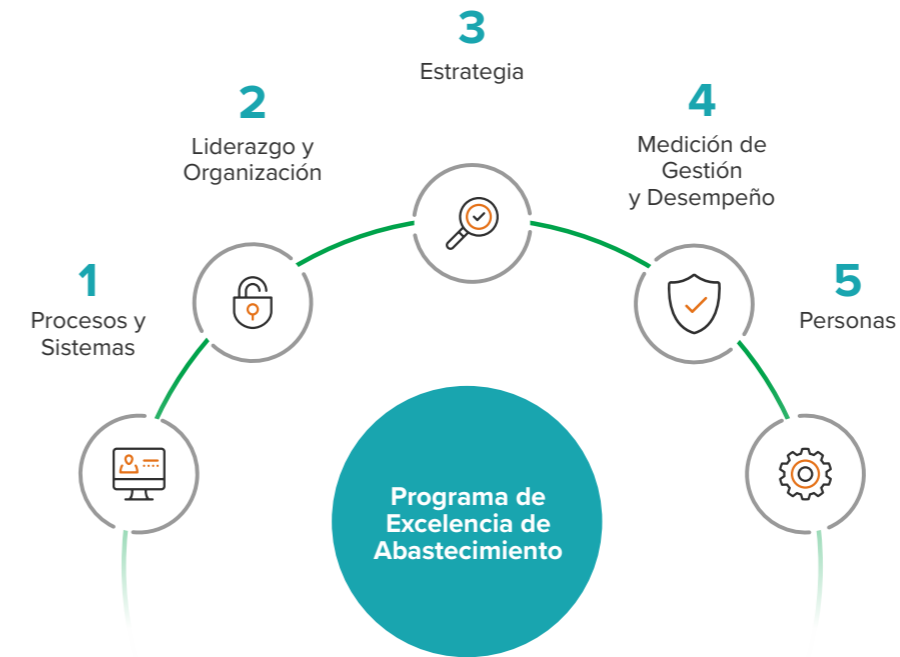 1
Procesos y
Sistemas
2
Liderazgo y
Organización
3
Estrategia
4
Medición de
Gestión
y Desempeño
5
Personas
Programa de
Excelencia de
Abastecimiento